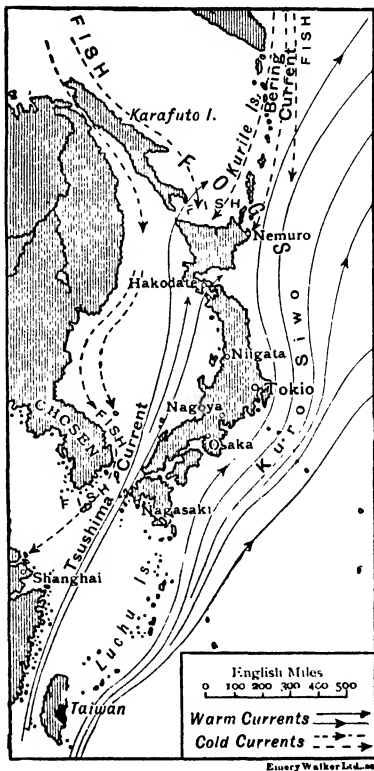 FISH
Karafuto I.
Kurile Is.
Bering
Current
FISH
FOGS
FISH
Nemuro
Hakodate
Niigata
Tokio
Nagoya
Osaka
CHOSEN
FISH
FISH
Tsushima Current
Kuro Siwo
Nagasaki
Shanghai
Luchu Is.
Taiwan
English Miles
0 100 200 300 400 500
Warm Currents
Cold Currents
Emery Walker Ltd. sc.